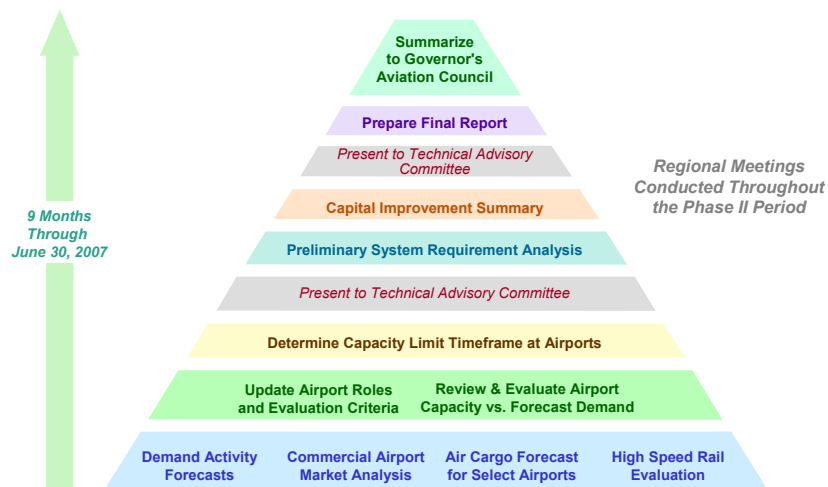 Summarize
to Governor's
Aviation Council
Prepare Final Report
Present to Technical Advisory
Committee
Capital Improvement Summary
Preliminary System Requirement Analysis
Present to Technical Advisory Committee
Determine Capacity Limit Timeframe at Airports
Update Airport Roles
and Evaluation Criteria
Review & Evaluate Airport
Capacity vs. Forecast Demand
Demand Activity
Forecasts
Commercial Airport
Market Analysis
Air Cargo Forecast
for Select Airports
High Speed Rail
Evaluation
9 Months
Through
June 30, 2007
Regional Meetings
Conducted Throughout
the Phase II Period